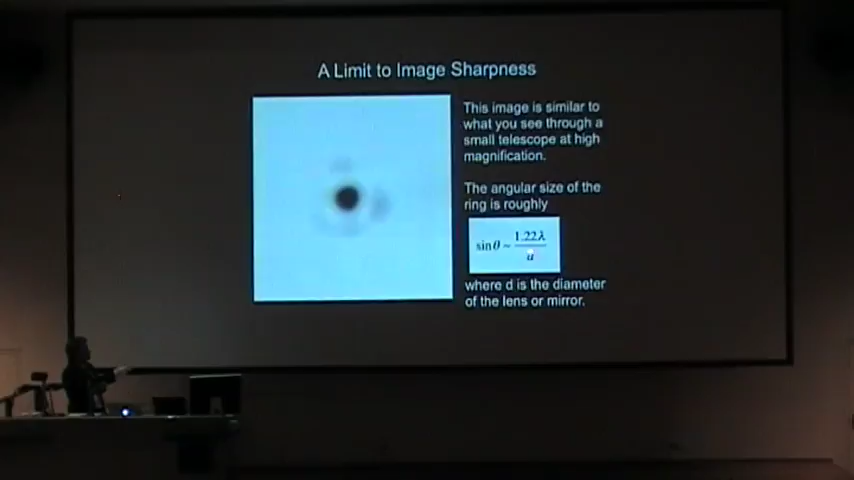 A Limit to Image Sharpness
This image is similar to
what you see through a
small telescope at high
magnification.
The angular size of the
ring is roughly
sinθ ~ 1.22λ
d
where d is the diameter
of the lens or mirror.